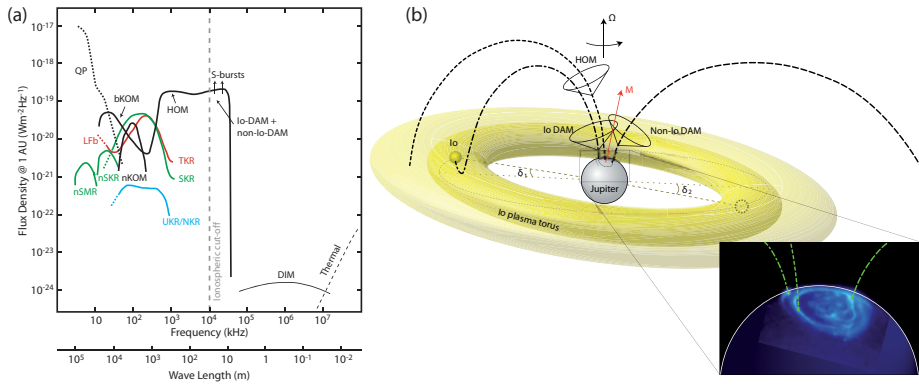 (a)
Flux Density @ 1 AU (Wm⁻²Hz⁻¹)
10⁻¹⁷
10⁻¹⁸
10⁻¹⁹
10⁻²⁰
10⁻²¹
10⁻²²
10⁻²³
10⁻²⁴
QP
bKOM
LFb
nSMR
nSKR
nKOM
TKR
SKR
UKR/NKR
HOM
S-bursts
Io-DAM +
non-Io-DAM
Ionospheric cut-off
DIM
Thermal
10 10² 10³ 10⁴ 10⁵ 10⁶ 10⁷
Frequency (kHz)
10⁵ 10⁴ 10³ 10² 10 1 10⁻¹ 10⁻²
Wave Length (m)
(b)
Ω
HOM
M
Io DAM
Non-Io DAM
Io
Jupiter
δ₁
δ₂
Io plasma torus